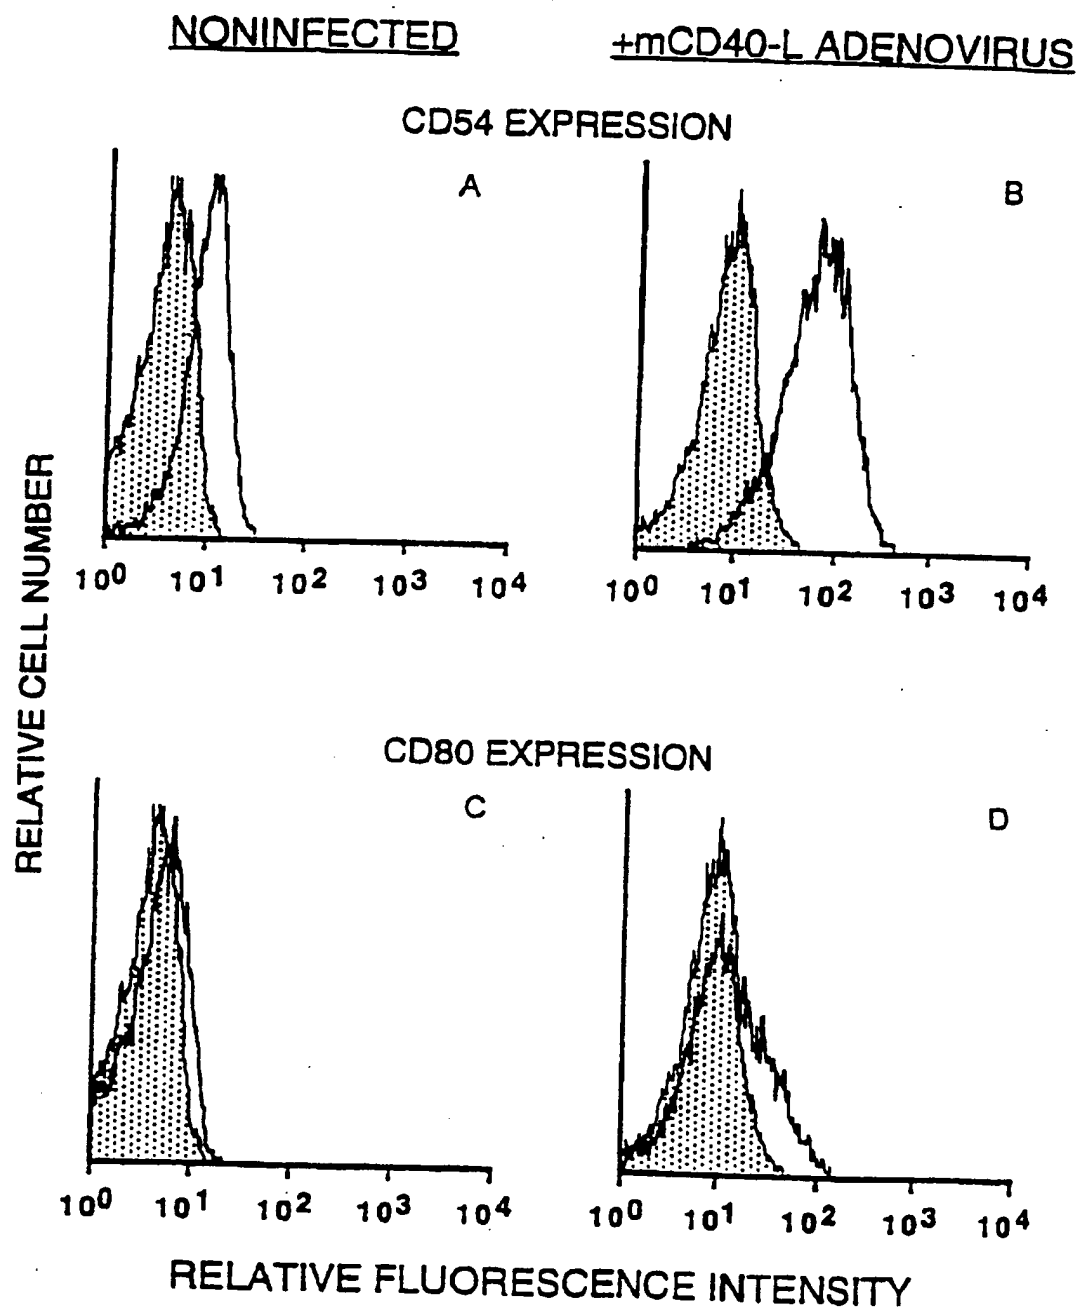 NONINFECTED
+mCD40-L ADENOVIRUS
CD54 EXPRESSION
A
B
10⁰ 10¹ 10² 10³ 10⁴
10⁰ 10¹ 10² 10³ 10⁴
RELATIVE CELL NUMBER
CD80 EXPRESSION
C
D
10⁰ 10¹ 10² 10³ 10⁴
10⁰ 10¹ 10² 10³ 10⁴
RELATIVE FLUORESCENCE INTENSITY